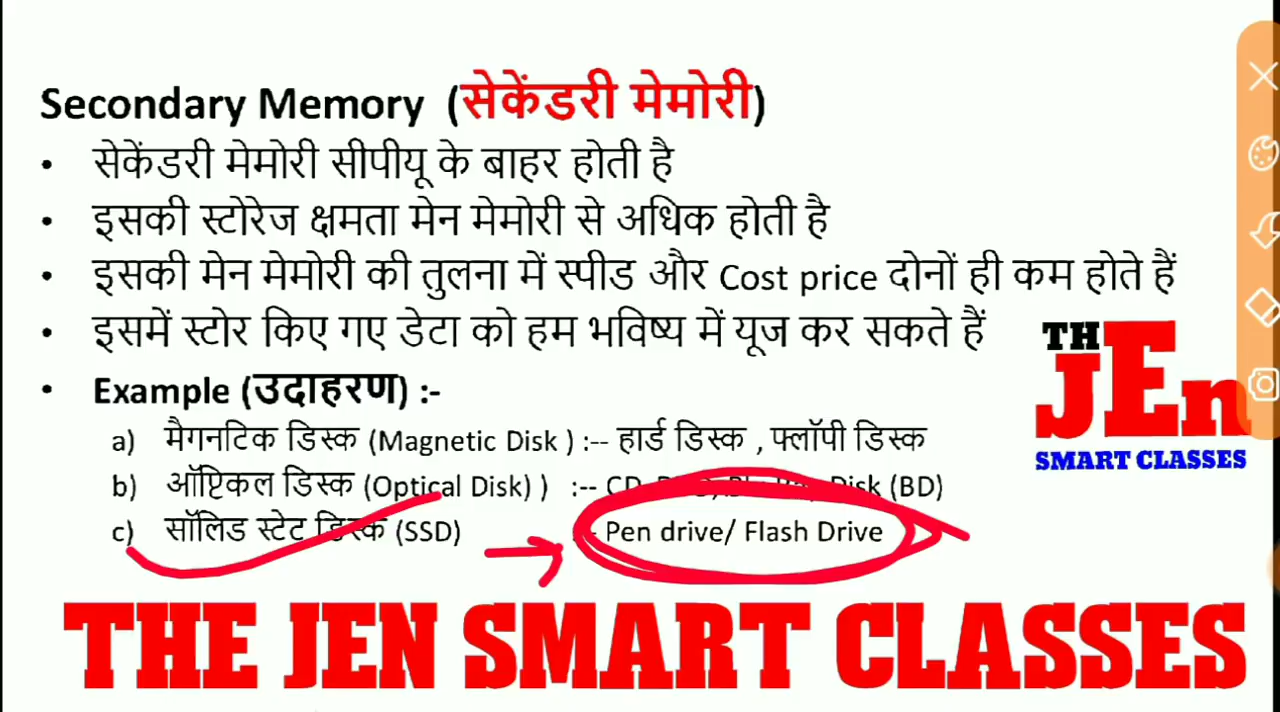 Secondary Memory (सेकेंडरी मेमोरी)
• सेकेंडरी मेमोरी सीपीयू के बाहर होती है
• इसकी स्टोरेज क्षमता मेन मेमोरी से अधिक होती है
• इसकी मेन मेमोरी की तुलना में स्पीड और Cost price दोनों ही कम होते हैं
• इसमें स्टोर किए गए डेटा को हम भविष्य में यूज कर सकते हैं
• Example (उदाहरण) :-
a) मैगनटिक डिस्क (Magnetic Disk ) :-- हार्ड डिस्क , फ्लॉपी डिस्क
b) ऑप्टिकल डिस्क (Optical Disk) ) :-- CD, Disk (BD)
c) सॉलिड स्टेट डिस्क (SSD) Pen drive/ Flash Drive
TH
JEn
SMART CLASSES
THE JEN SMART CLASSES